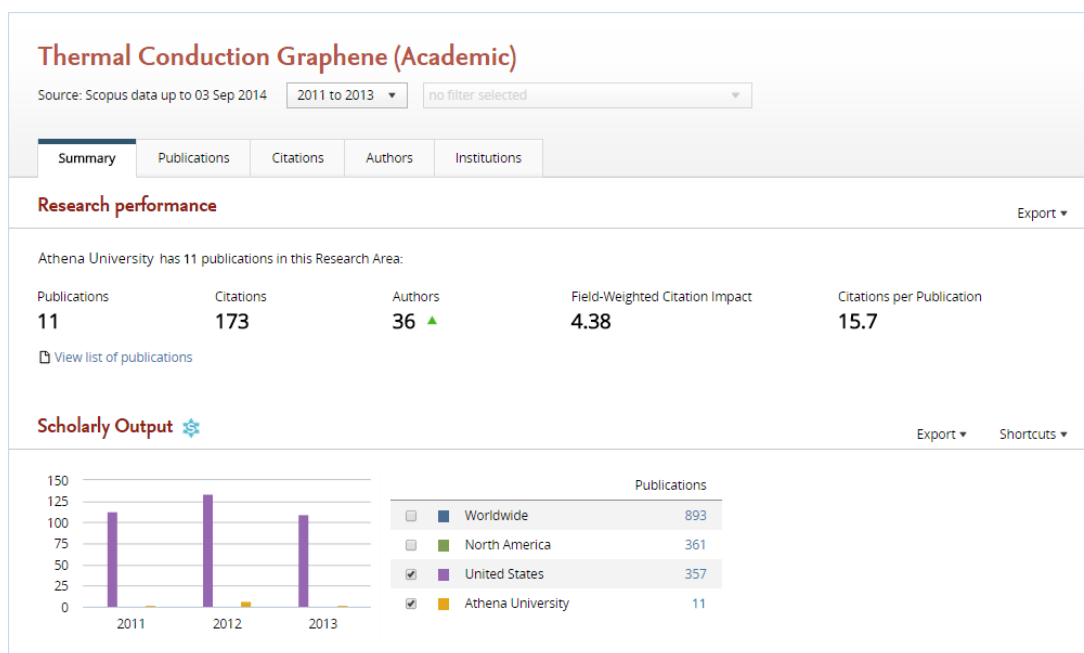 Thermal Conduction Graphene (Academic)
Source: Scopus data up to 03 Sep 2014 2011 to 2013 no filter selected
Summary Publications Citations Authors Institutions
Research performance
Export
Athena University has 11 publications in this Research Area:
Publications Citations Authors Field-Weighted Citation Impact Citations per Publication
11 173 36 4.38 15.7
View list of publications
Scholarly Output S
Export Shortcuts
150
125
100
75
50
25
0
2011 2012 2013
Publications
Worldwide 893
North America 361
United States 357
Athena University 11